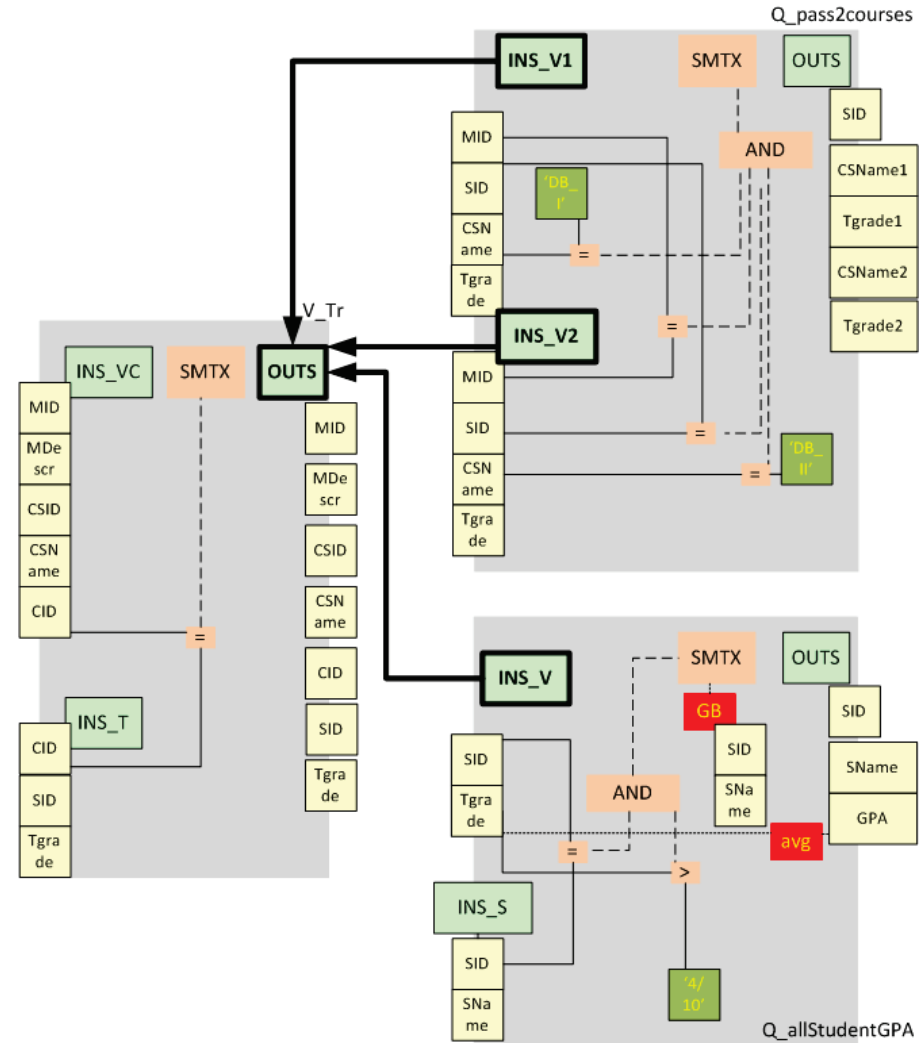 Q_pass2courses
INS_V1
SMTX
OUTS
SID
MID
AND
CSName1
SID
'DB_
I'
Tgrade1
CSN
ame
=
CSName2
Tgra
de
V_Tr
INS_V2
=
Tgrade2
INS_VC
SMTX
OUTS
MID
MID
MID
SID
=
'DB_
II'
MDe
scr
MDe
scr
CSN
ame
=
CSID
CSID
Tgra
de
CSN
ame
CSN
ame
CID
=
CID
INS_V
SMTX
OUTS
GB
SID
INS_T
SID
SID
CID
SID
SName
SID
Tgra
de
AND
SNa
me
Tgra
de
GPA
Tgra
de
avg
=
>
INS_S
SID
'4/
10'
SNa
me
Q_allStudentGPA